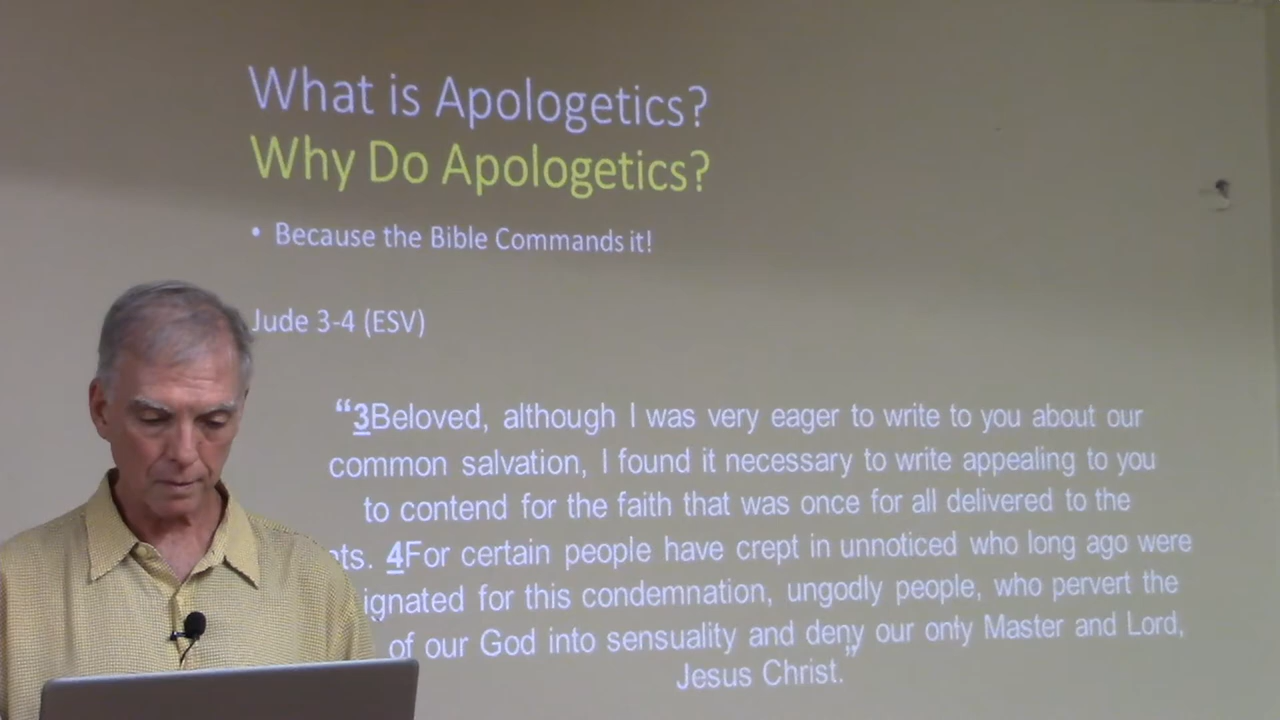 What is Apologetics?
Why Do Apologetics?
• Because the Bible Commands it!
Jude 3-4 (ESV)
“3Beloved, although I was very eager to write to you about our
common salvation, I found it necessary to write appealing to you
to contend for the faith that was once for all delivered to the
nts. 4For certain people have crept in unnoticed who long ago were
ignated for this condemnation, ungodly people, who pervert the
of our God into sensuality and deny our only Master and Lord,
Jesus Christ.”